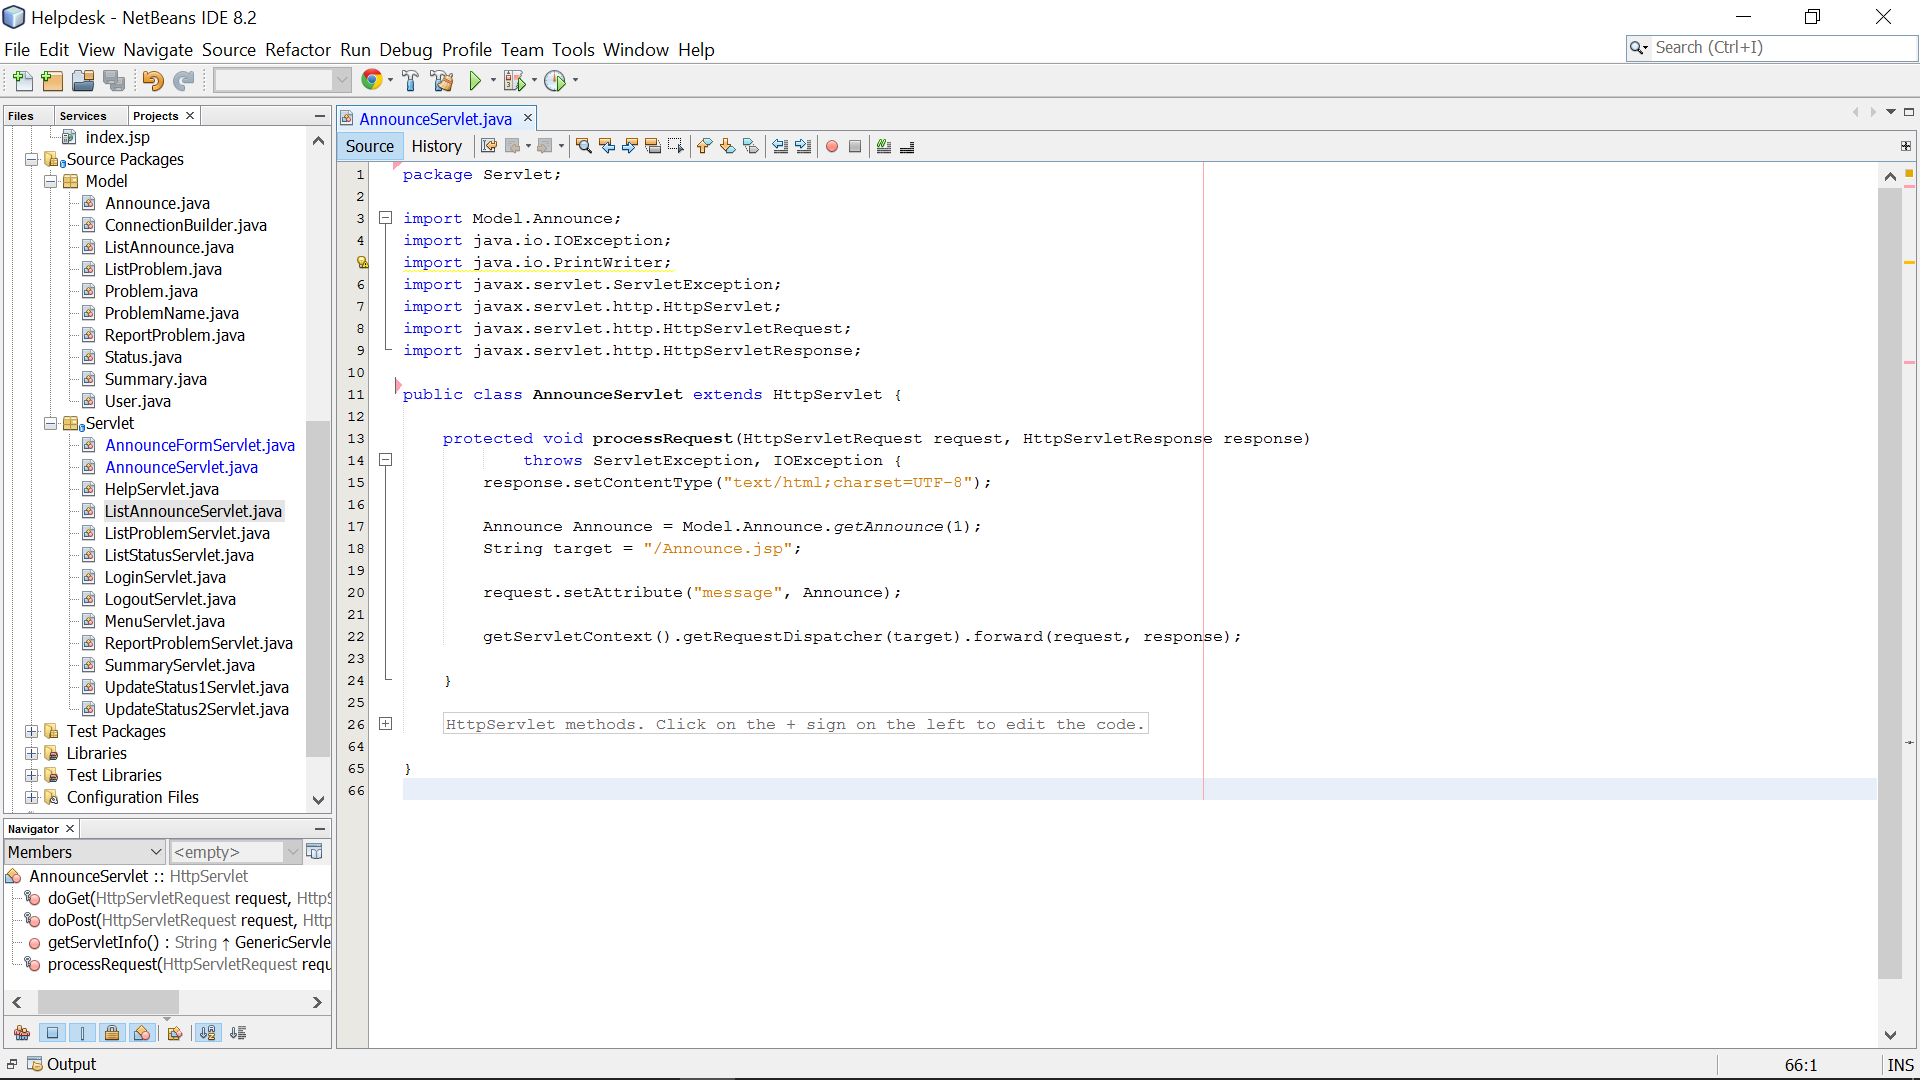 Helpdesk - NetBeans IDE 8.2
File Edit View Navigate Source Refactor Run Debug Profile Team Tools Window Help
Search (Ctrl+I)
Files Services Projects
index.jsp
Source Packages
Model
Announce.java
ConnectionBuilder.java
ListAnnounce.java
ListProblem.java
Problem.java
ProblemName.java
ReportProblem.java
Status.java
Summary.java
User.java
Servlet
AnnounceFormServlet.java
AnnounceServlet.java
HelpServlet.java
ListAnnounceServlet.java
ListProblemServlet.java
ListStatusServlet.java
LoginServlet.java
LogoutServlet.java
MenuServlet.java
ReportProblemServlet.java
SummaryServlet.java
UpdateStatus1Servlet.java
UpdateStatus2Servlet.java
Test Packages
Libraries
Test Libraries
Configuration Files
Navigator
Members <empty>
AnnounceServlet :: HttpServlet
doGet(HttpServletRequest request, HttpS
doPost(HttpServletRequest request, Http
getServletInfo() : String ↑ GenericServle
processRequest(HttpServletRequest requ
AnnounceServlet.java
Source History
1 package Servlet;
2
3 import Model.Announce;
4 import java.io.IOException;
import java.io.PrintWriter;
6 import javax.servlet.ServletException;
7 import javax.servlet.http.HttpServlet;
8 import javax.servlet.http.HttpServletRequest;
9 import javax.servlet.http.HttpServletResponse;
10
11 public class AnnounceServlet extends HttpServlet {
12
13 protected void processRequest(HttpServletRequest request, HttpServletResponse response)
14 throws ServletException, IOException {
15 response.setContentType("text/html;charset=UTF-8");
16
17 Announce Announce = Model.Announce.getAnnounce(1);
18 String target = "/Announce.jsp";
19
20 request.setAttribute("message", Announce);
21
22 getServletContext().getRequestDispatcher(target).forward(request, response);
23
24 }
25
26 HttpServlet methods. Click on the + sign on the left to edit the code.
64
65 }
66
Output
66:1 INS